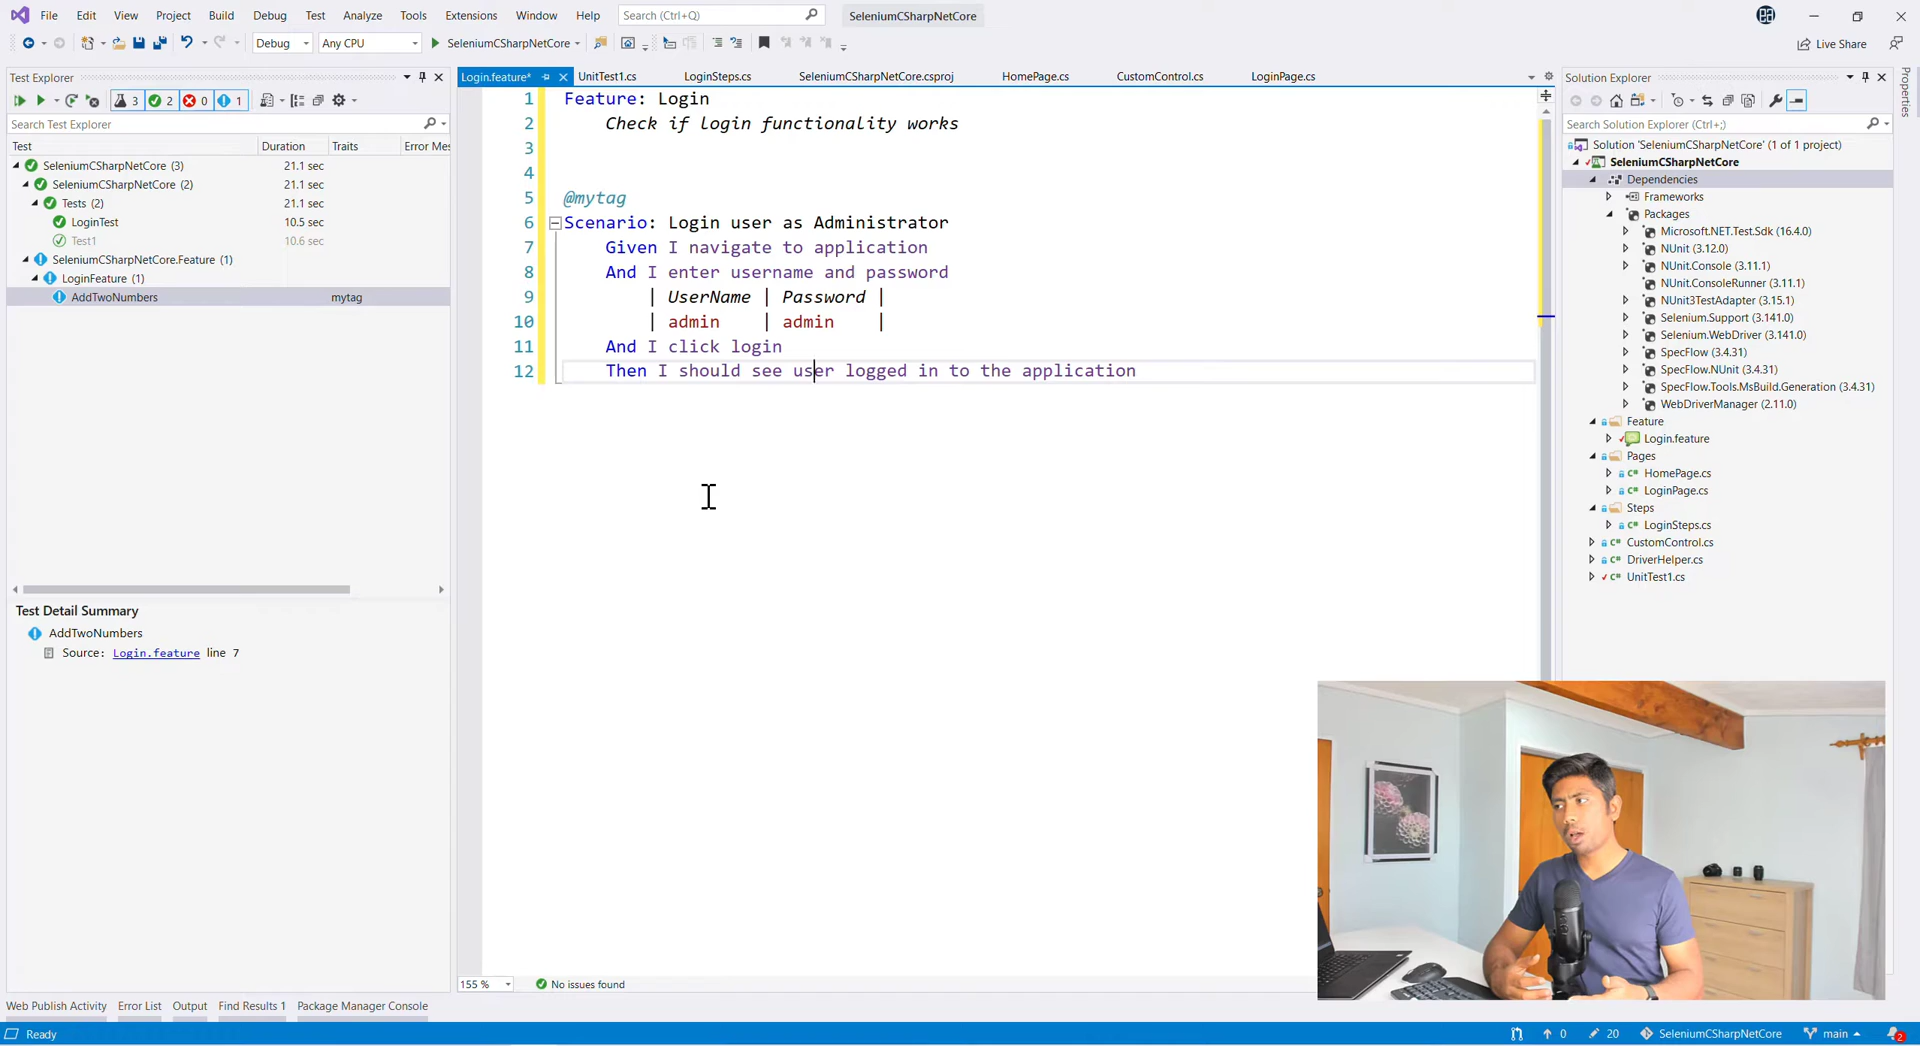 File Edit View Project Build Debug Test Analyze Tools Extensions Window Help Search (Ctrl+Q) SeleniumCSharpNetCore
Debug Any CPU SeleniumCSharpNetCore Live Share
Test Explorer
3 2 0 1
Search Test Explorer
Test Duration Traits Error Mes
SeleniumCSharpNetCore (3) 21.1 sec
SeleniumCSharpNetCore (2) 21.1 sec
Tests (2) 21.1 sec
LoginTest 10.5 sec
Test1 10.6 sec
SeleniumCSharpNetCore.Feature (1)
LoginFeature (1)
AddTwoNumbers mytag
Test Detail Summary
AddTwoNumbers
Source: Login.feature line 7
Login.feature* UnitTest1.cs LoginSteps.cs SeleniumCSharpNetCore.csproj HomePage.cs CustomControl.cs LoginPage.cs
1 Feature: Login
2 Check if login functionality works
3
4
5 @mytag
6 Scenario: Login user as Administrator
7 Given I navigate to application
8 And I enter username and password
9 | UserName | Password |
10 | admin | admin |
11 And I click login
12 Then I should see user logged in to the application
155 % No issues found
Solution Explorer
Search Solution Explorer (Ctrl+;)
Solution 'SeleniumCSharpNetCore' (1 of 1 project)
SeleniumCSharpNetCore
Dependencies
Frameworks
Packages
Microsoft.NET.Test.Sdk (16.4.0)
NUnit (3.12.0)
NUnit.Console (3.11.1)
NUnit.ConsoleRunner (3.11.1)
NUnit3TestAdapter (3.15.1)
Selenium.Support (3.141.0)
Selenium.WebDriver (3.141.0)
SpecFlow (3.4.31)
SpecFlow.NUnit (3.4.31)
SpecFlow.Tools.MsBuild.Generation (3.4.31)
WebDriverManager (2.11.0)
Feature
Login.feature
Pages
HomePage.cs
LoginPage.cs
Steps
LoginSteps.cs
CustomControl.cs
DriverHelper.cs
UnitTest1.cs
Properties
Web Publish Activity Error List Output Find Results 1 Package Manager Console
Ready 0 20 SeleniumCSharpNetCore main 2